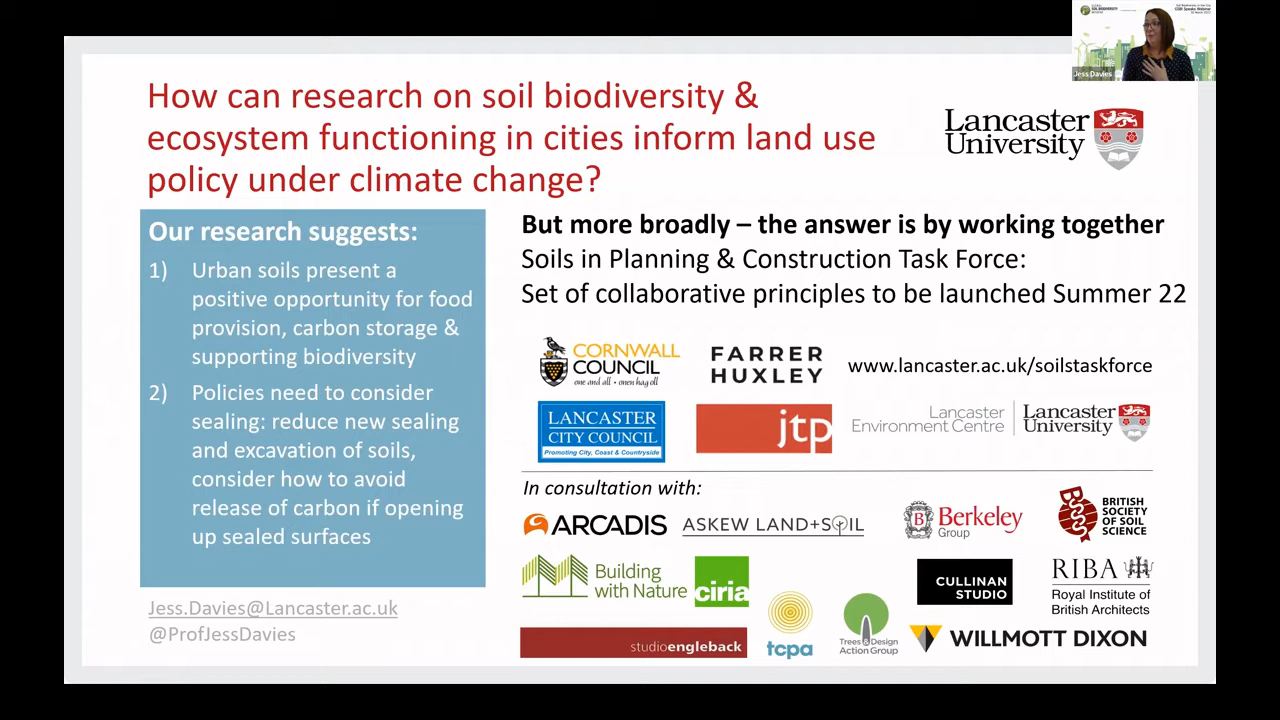 How can research on soil biodiversity &
ecosystem functioning in cities inform land use
policy under climate change?
Lancaster
University
Jess Davies
Our research suggests:
1) Urban soils present a
positive opportunity for food
provision, carbon storage &
supporting biodiversity
2) Policies need to consider
sealing: reduce new sealing
and excavation of soils,
consider how to avoid
release of carbon if opening
up sealed surfaces
Jess.Davies@Lancaster.ac.uk
@ProfJessDavies
But more broadly – the answer is by working together
Soils in Planning & Construction Task Force:
Set of collaborative principles to be launched Summer 22
CORNWALL
COUNCIL
one and all • onen hag oll
FARRER
HUXLEY
www.lancaster.ac.uk/soilstaskforce
LANCASTER
CITY COUNCIL
Promoting City, Coast & Countryside
jtp
Lancaster
Environment Centre
Lancaster
University
In consultation with:
ARCADIS
ASKEW LAND+SOIL
Berkeley
Group
BRITISH
SOCIETY
OF SOIL
SCIENCE
Building
with Nature
ciria
CULLINAN
STUDIO
RIBA
Royal Institute of
British Architects
studioengleback
tcpa
Trees & Design
Action Group
WILLMOTT DIXON